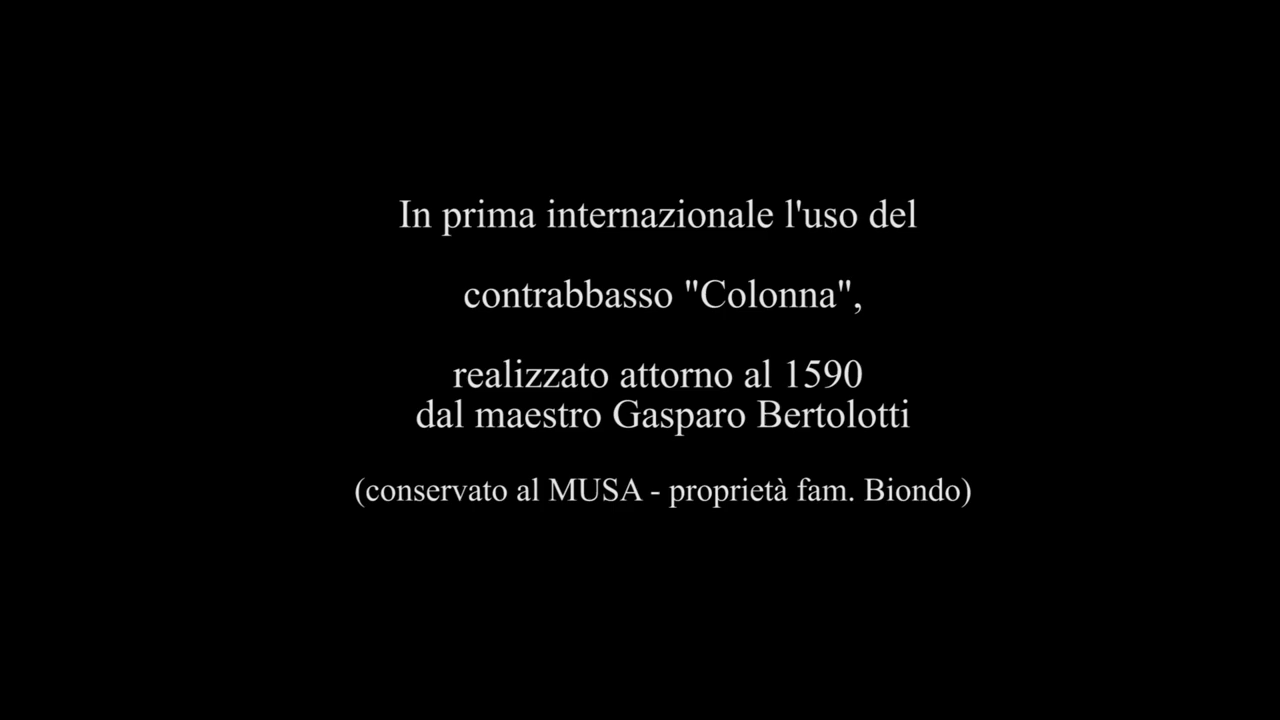 In prima internazionale l'uso del
contrabbasso "Colonna",
realizzato attorno al 1590
dal maestro Gasparo Bertolotti
(conservato al MUSA - proprietà fam. Biondo)